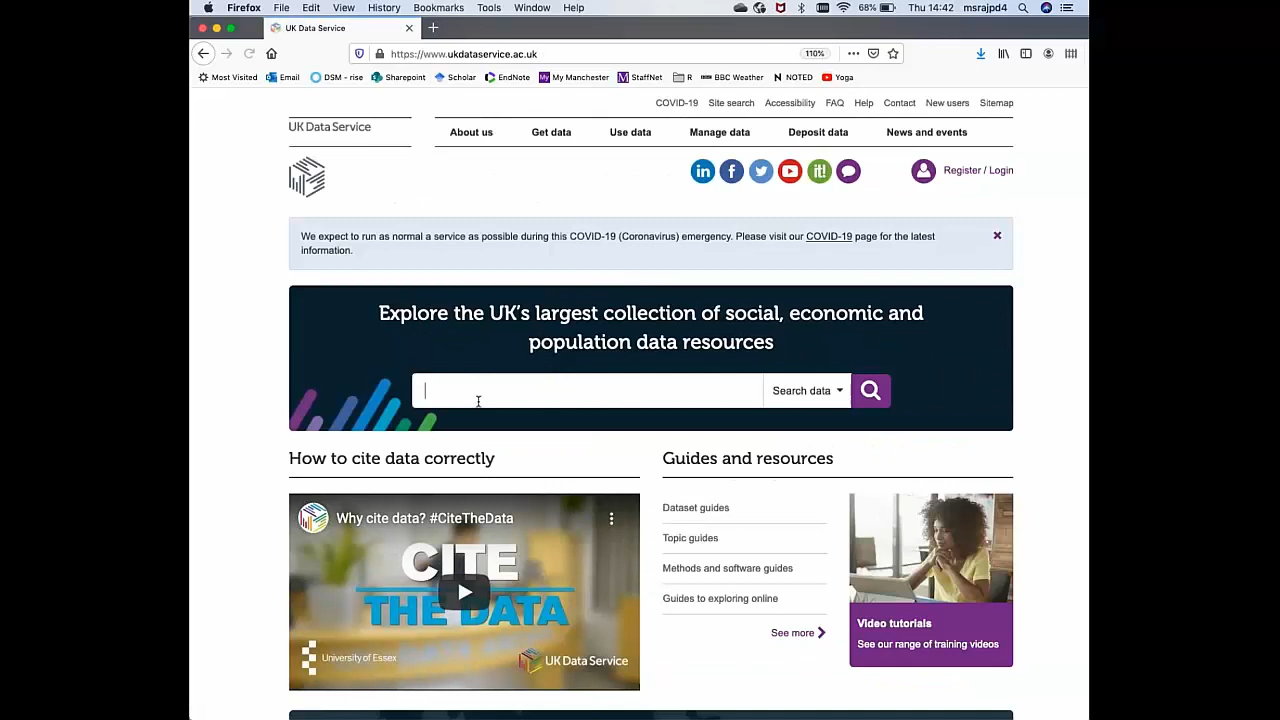 Firefox File Edit View History Bookmarks Tools Window Help 68% Thu 14:42 msrajpd4
UK Data Service
https://www.ukdataservice.ac.uk 110%
Most Visited Email DSM - rise Sharepoint Scholar EndNote My Manchester StaffNet R BBC Weather NOTED Yoga
COVID-19 Site search Accessibility FAQ Help Contact New users Sitemap
UK Data Service
About us Get data Use data Manage data Deposit data News and events
in f it! Register / Login
We expect to run as normal a service as possible during this COVID-19 (Coronavirus) emergency. Please visit our COVID-19 page for the latest
information.
Explore the UK's largest collection of social, economic and
population data resources
Search data
How to cite data correctly
Guides and resources
Why cite data? #CiteTheData
CITE
THE DATA
University of Essex
UK Data Service
Dataset guides
Topic guides
Methods and software guides
Guides to exploring online
See more
Video tutorials
See our range of training videos